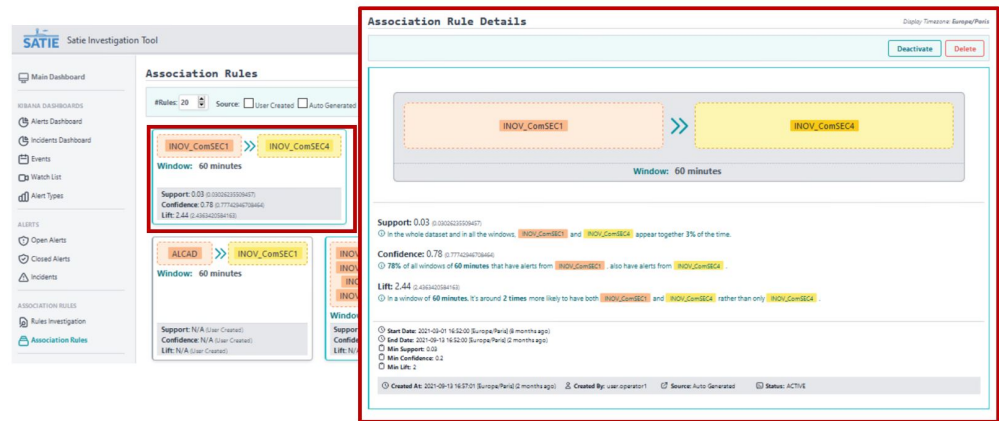 SATIE Satie Investigation Tool
Main Dashboard
KIBANA DASHBOARDS
Alerts Dashboard
Incidents Dashboard
Events
Watch List
Alert Types
ALERTS
Open Alerts
Closed Alerts
Incidents
ASSOCIATION RULES
Rules Investigation
Association Rules
Association Rules
#Rules: 20 Source: User Created Auto Generated
INOV_ComSEC1 INOV_ComSEC4
Window: 60 minutes
Support: 0.03 (0.03026235509457)
Confidence: 0.78 (0.77742946708464)
Lift: 2.44 (2.4363420584163)
ALCAD INOV_ComSEC1
Window: 60 minutes
Support: N/A (User Created)
Confidence: N/A (User Created)
Lift: N/A (User Created)
INOV
INOV
INO
INOV
Window
Suppor
Confide
Lift: N/A
Association Rule Details
Display Timezone: Europe/Paris
Deactivate Delete
INOV_ComSEC1 INOV_ComSEC4
Window: 60 minutes
Support: 0.03 (0.03026235509457)
In the whole dataset and in all the windows, INOV_ComSEC1 and INOV_ComSEC4 appear together 3% of the time.
Confidence: 0.78 (0.77742946708464)
78% of all windows of 60 minutes that have alerts from INOV_ComSEC1 , also have alerts from INOV_ComSEC4 .
Lift: 2.44 (2.4363420584163)
In a window of 60 minutes, it's around 2 times more likely to have both INOV_ComSEC1 and INOV_ComSEC4 rather than only INOV_ComSEC4 .
Start Date: 2021-03-01 16:52:00 [Europe/Paris] (8 months ago)
End Date: 2021-09-13 16:52:00 [Europe/Paris] (2 months ago)
Min Support: 0.03
Min Confidence: 0.2
Min Lift: 2
Created At: 2021-09-13 16:57:01 [Europe/Paris] (2 months ago) Created By: user.operator1 Source: Auto Generated Status: ACTIVE